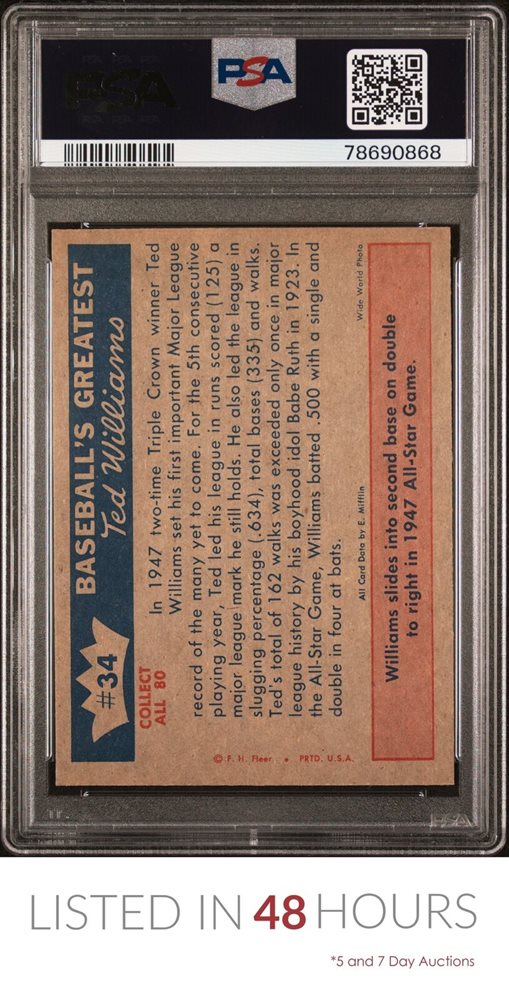 PSA
PSA
78690868
#34
BASEBALL'S GREATEST
Ted Williams
COLLECT
ALL 80
In 1947 two-time Triple Crown winner Ted
Williams set his first important Major League
record of the many yet to come. For the 5th consecutive
playing year, Ted led his league in runs scored (125) a
major league mark he still holds. He also led the league in
slugging percentage (.634), total bases (335) and walks.
Ted's total of 162 walks was exceeded only once in major
league history by his boyhood idol Babe Ruth in 1923. In
the All-Star Game, Williams batted .500 with a single and
double in four at bats.
© F. H. Fleer • PRTD. U.S.A.
All Card Data by E. Mifflin
Wide World Photo
Williams slides into second base on double
to right in 1947 All-Star Game.
PSA
LISTED IN 48 HOURS
*5 and 7 Day Auctions